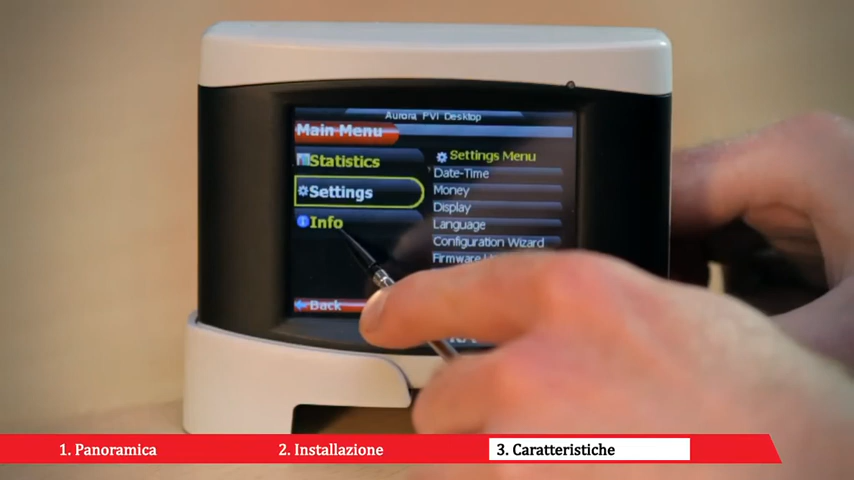 Aurora PVI Desktop
Main Menu
Statistics
Settings
Info
Back
Settings Menu
Date-Time
Money
Display
Language
Configuration Wizard
Firmware
1. Panoramica
2. Installazione
3. Caratteristiche